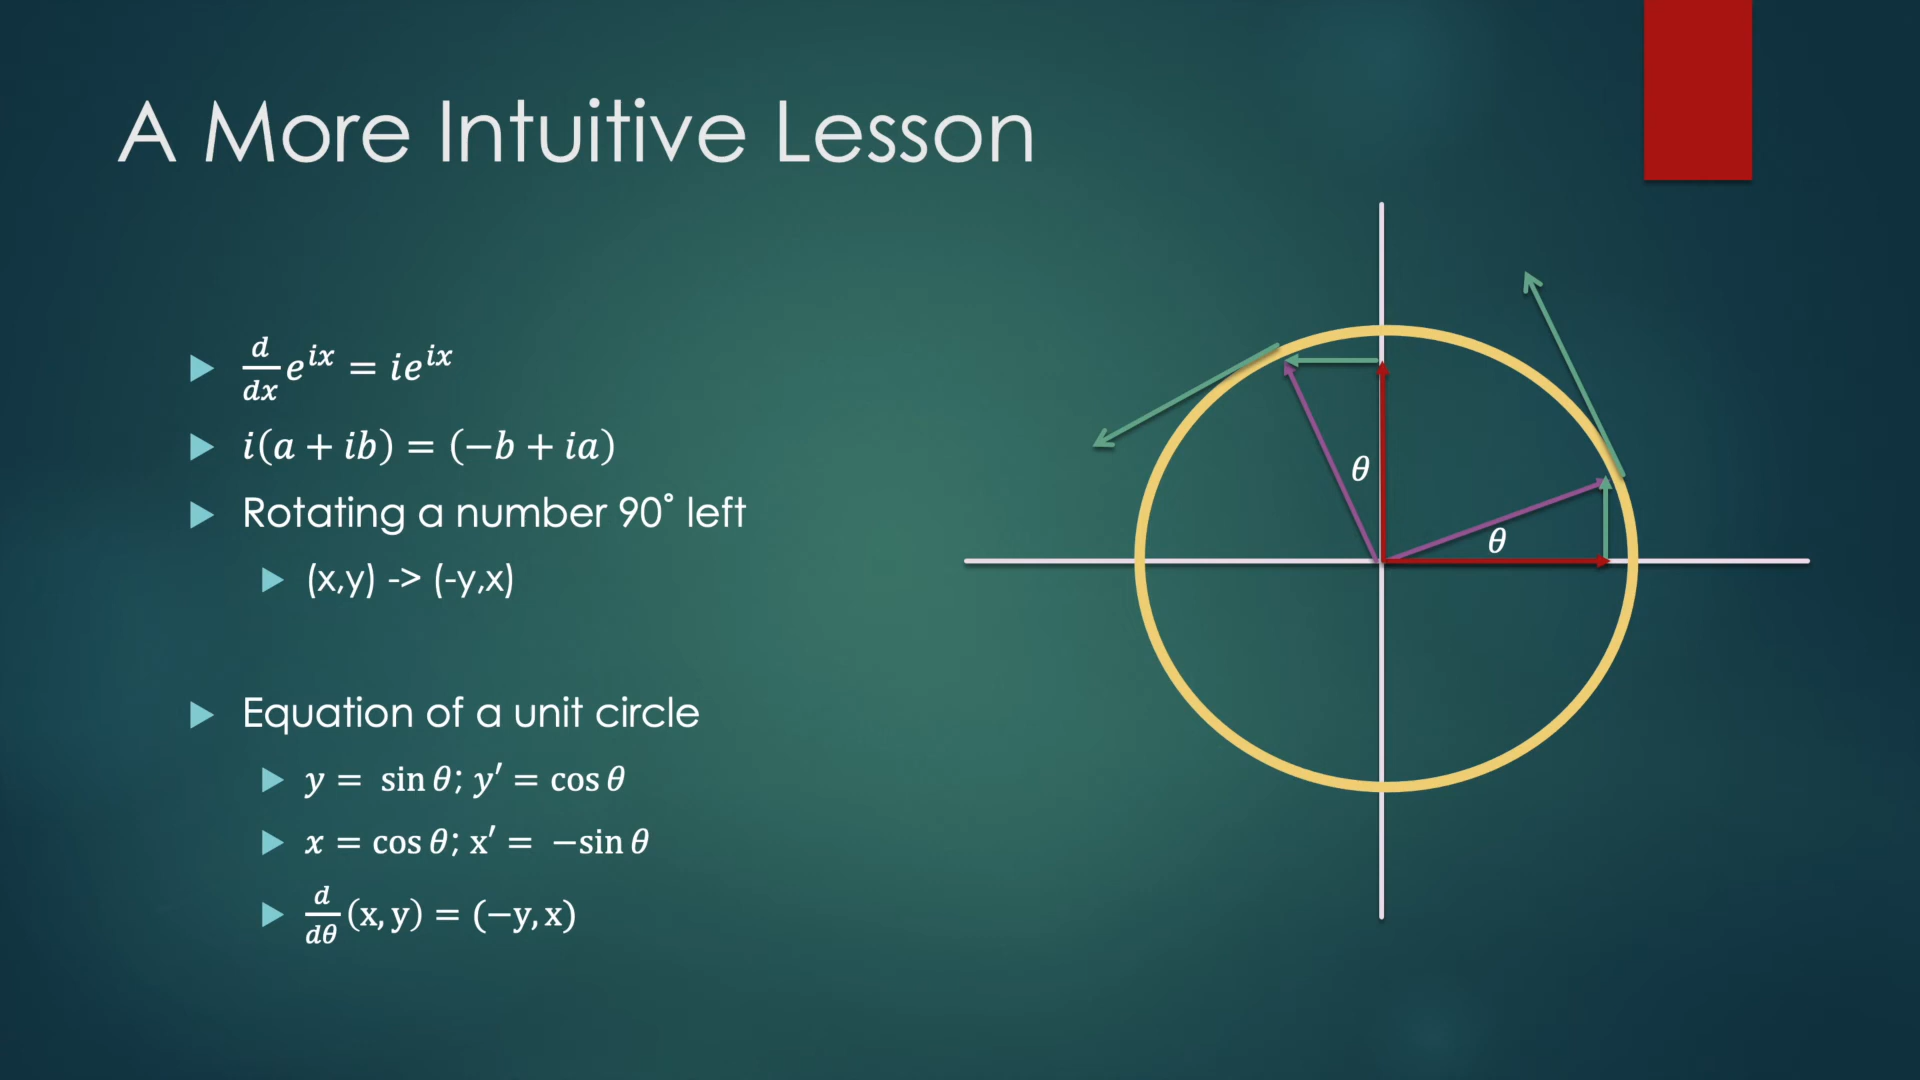 A More Intuitive Lesson
d/dx e^{ix} = ie^{ix}
i(a + ib) = (−b + ia)
Rotating a number 90˚ left
(x,y) -> (-y,x)
Equation of a unit circle
y = sin θ; y′ = cos θ
x = cos θ; x′ = −sin θ
d/dθ (x, y) = (−y, x)
θ
θ